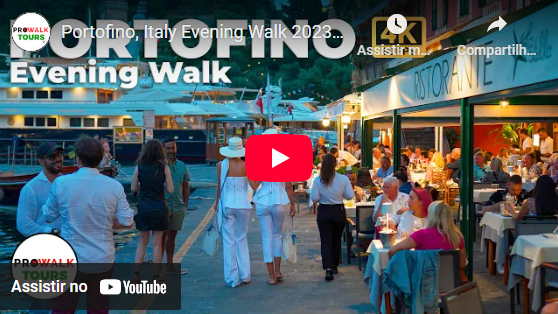 PROWALK TOURS
Portofino, Italy Evening Walk 2023...
Assistir m...
Compartilh...
PORTOFINO
4K
Evening Walk
RISTORANTE
PROWALK
TOURS
Assistir no YouTube